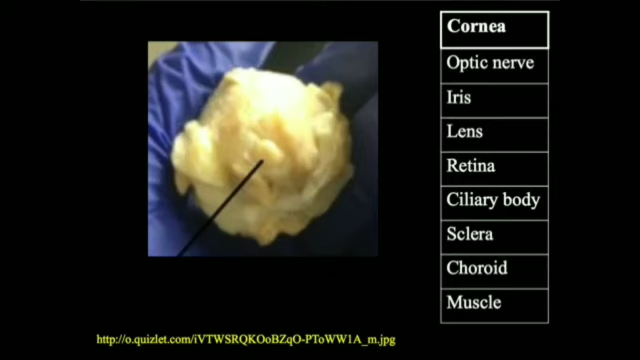 Cornea
Optic nerve
Iris
Lens
Retina
Ciliary body
Sclera
Choroid
Muscle
http://o.quizlet.com/iVTWSRQKOoBZqO-PToWW1A_m.jpg